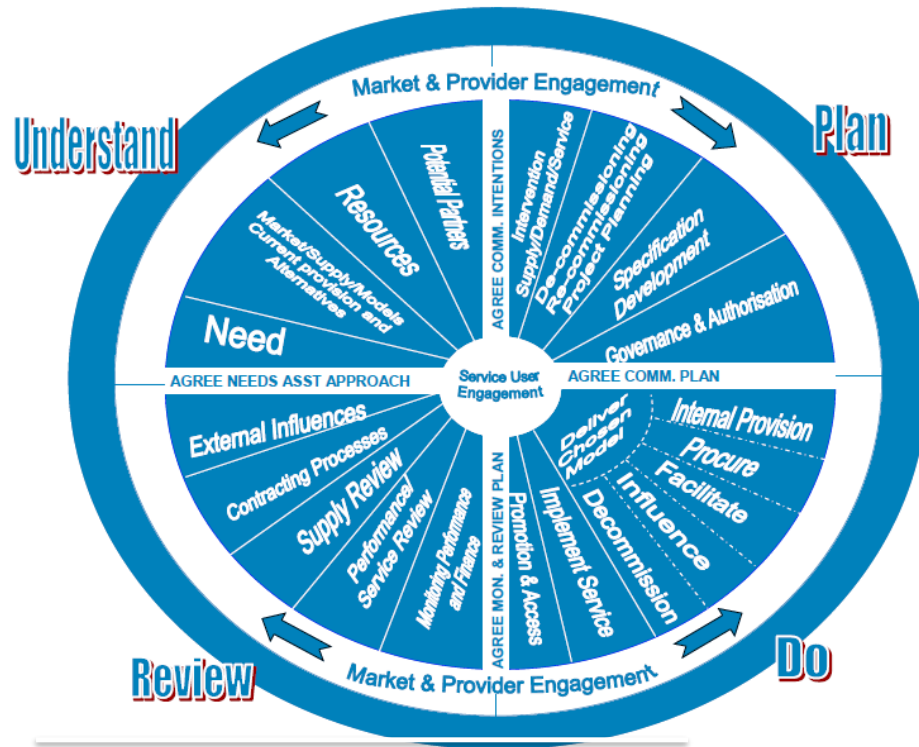 Market & Provider Engagement
Understand
Plan
Need
Market/Supply/Models
Current provision and
Alternatives
Resources
Potential Partners
AGREE COMM. INTENTIONS
Intervention
Supply/Demand/Service
De-commissioning
Re-commissioning
Project Planning
Specification
Development
Governance & Authorisation
AGREE NEEDS ASST APPROACH
Service User
Engagement
AGREE COMM. PLAN
External Influences
Contracting Processes
Supply Review
Performance/
Service Review
Monitoring Performance
and Finance
AGREE MON. & REVIEW PLAN
Promotion & Access
Implement Service
Decommission
Influence
Facilitate
Procure
Internal Provision
Deliver
Chosen
Model
Review
Do
Market & Provider Engagement